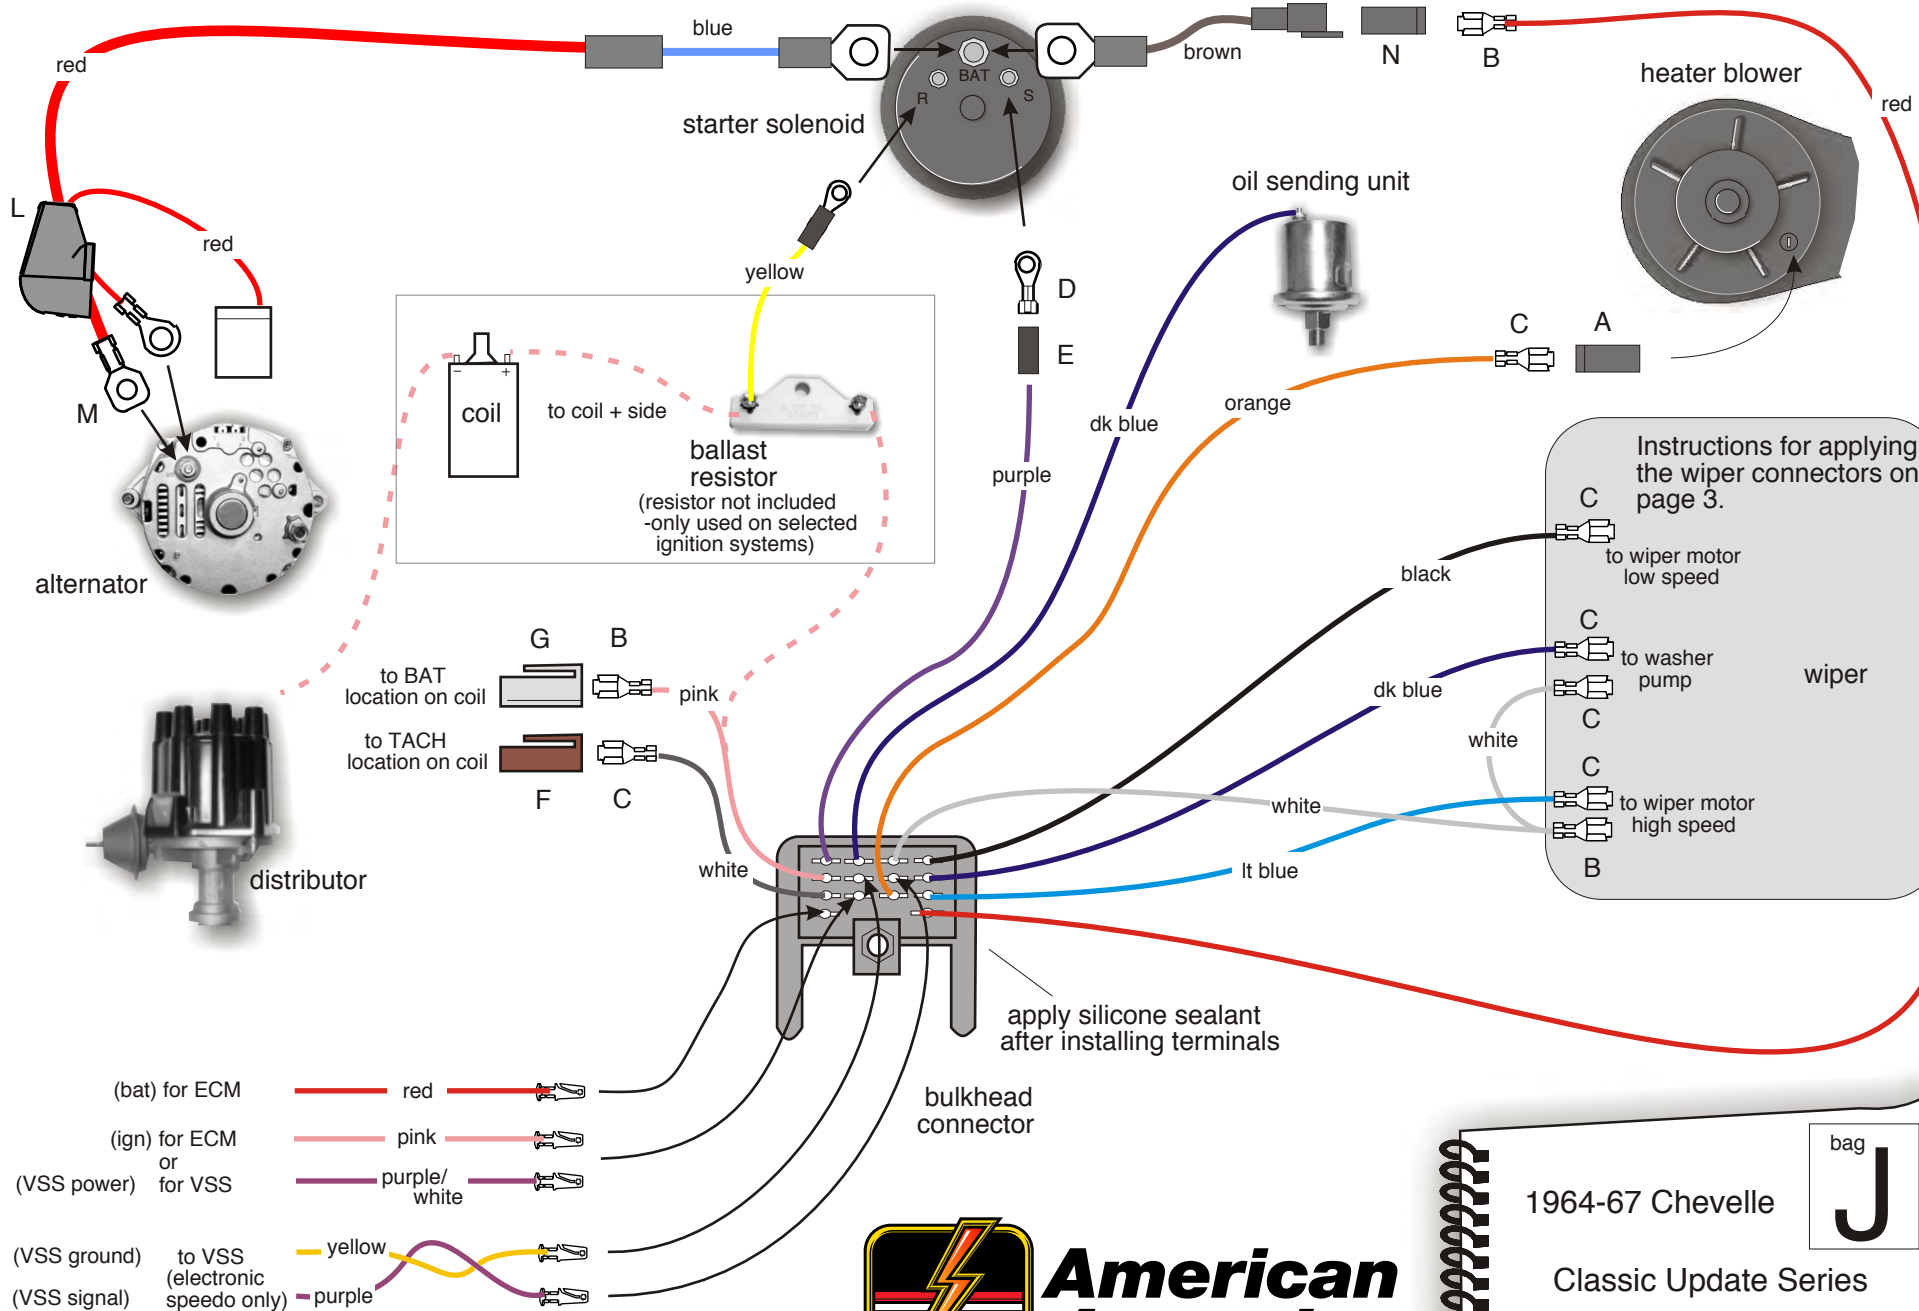 blue
red
brown
N
B
BAT
R
S
starter solenoid
heater blower
red
L
red
oil sending unit
yellow
D
E
C
A
coil
-
+
to coil + side
M
orange
dk blue
ballast
resistor
(resistor not included
-only used on selected
ignition systems)
purple
Instructions for applying
the wiper connectors on
page 3.
C
to wiper motor
low speed
black
alternator
C
to washer
pump
wiper
dk blue
C
white
G
B
to BAT
location on coil
pink
to TACH
location on coil
F
C
C
to wiper motor
high speed
white
B
lt blue
white
distributor
apply silicone sealant
after installing terminals
bulkhead
connector
(bat) for ECM
red
(ign) for ECM
pink
or
(VSS power)
for VSS
purple/
white
(VSS ground)
to VSS
yellow
(electronic
speedo only)
(VSS signal)
purple
American
bag
J
1964-67 Chevelle
Classic Update Series